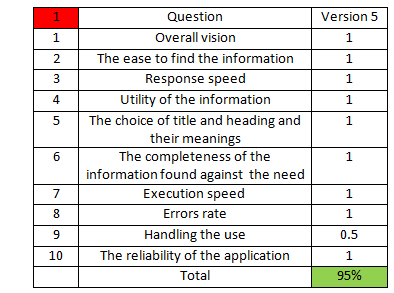 1 Question Version 5
1 Overall vision 1
2 The ease to find the information 1
3 Response speed 1
4 Utility of the information 1
5 The choice of title and heading and 1
their meanings
6 The completeness of the 1
information found against the need
7 Execution speed 1
8 Errors rate 1
9 Handling the use 0.5
10 The reliability of the application 1
Total 95%